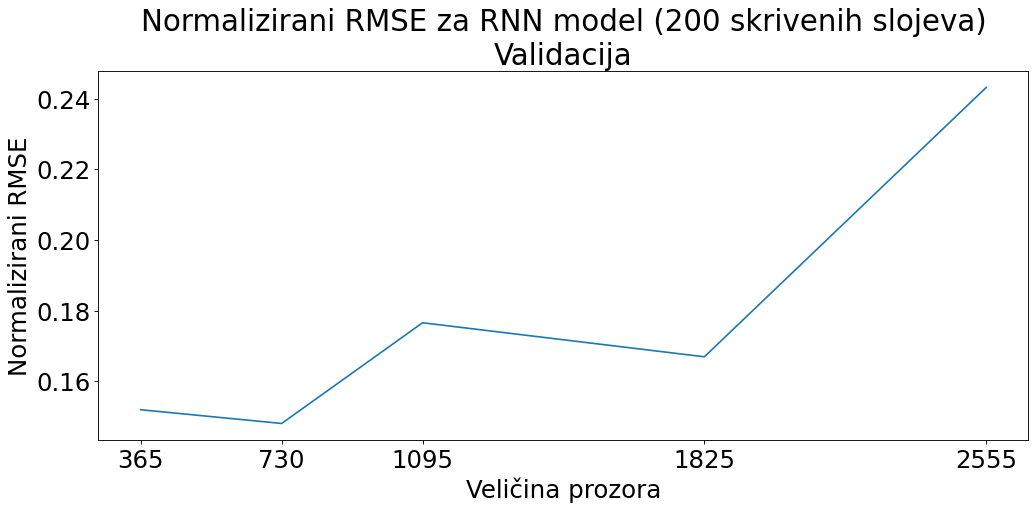 Normalizirani RMSE za RNN model (200 skrivenih slojeva)
Validacija
Normalizirani RMSE
0.24
0.22
0.20
0.18
0.16
365 730 1095 1825 2555
Veličina prozora